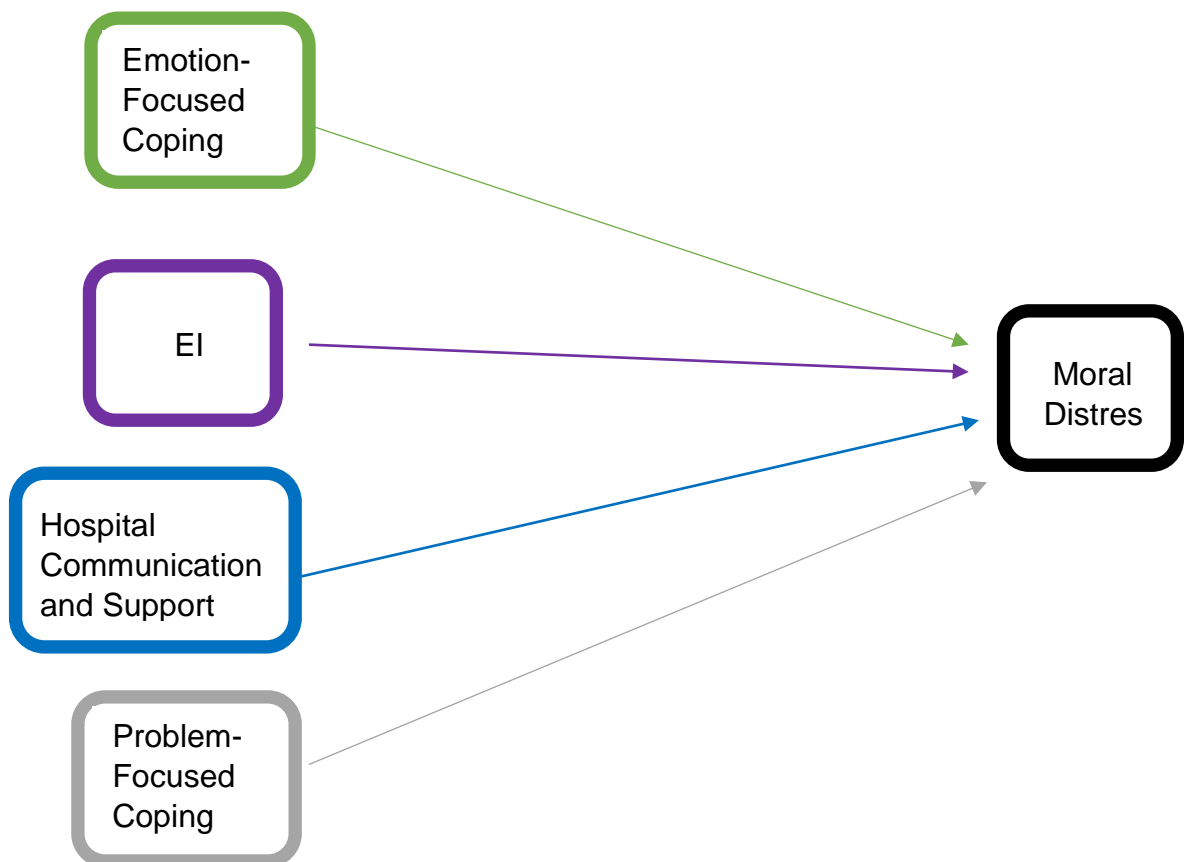 Emotion-
Focused
Coping
EI
Hospital
Communication
and Support
Problem-
Focused
Coping
Moral
Distres